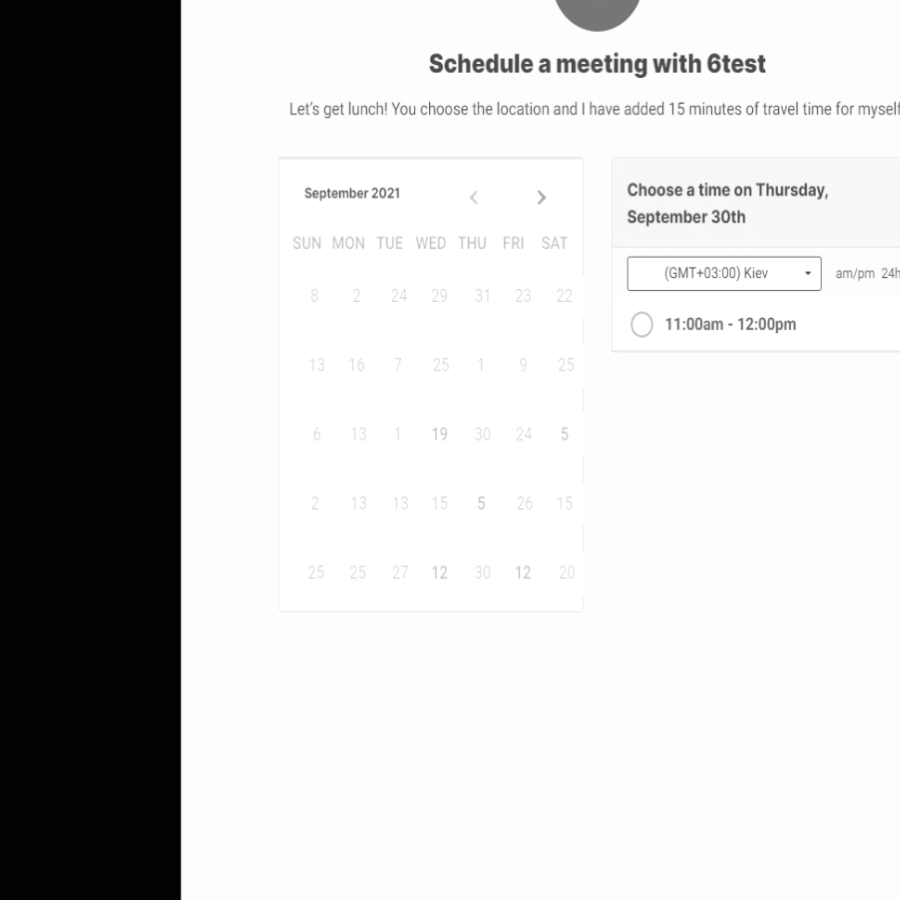 Schedule a meeting with 6test
Let's get lunch! You choose the location and I have added 15 minutes of travel time for myself
September 2021
SUN MON TUE WED THU FRI SAT
8 2 24 29 31 23 22
13 16 7 25 1 9 25
6 13 1 19 30 24 5
2 13 13 15 5 26 15
25 25 27 12 30 12 20
Choose a time on Thursday,
September 30th
(GMT+03:00) Kiev am/pm 24h
11:00am - 12:00pm